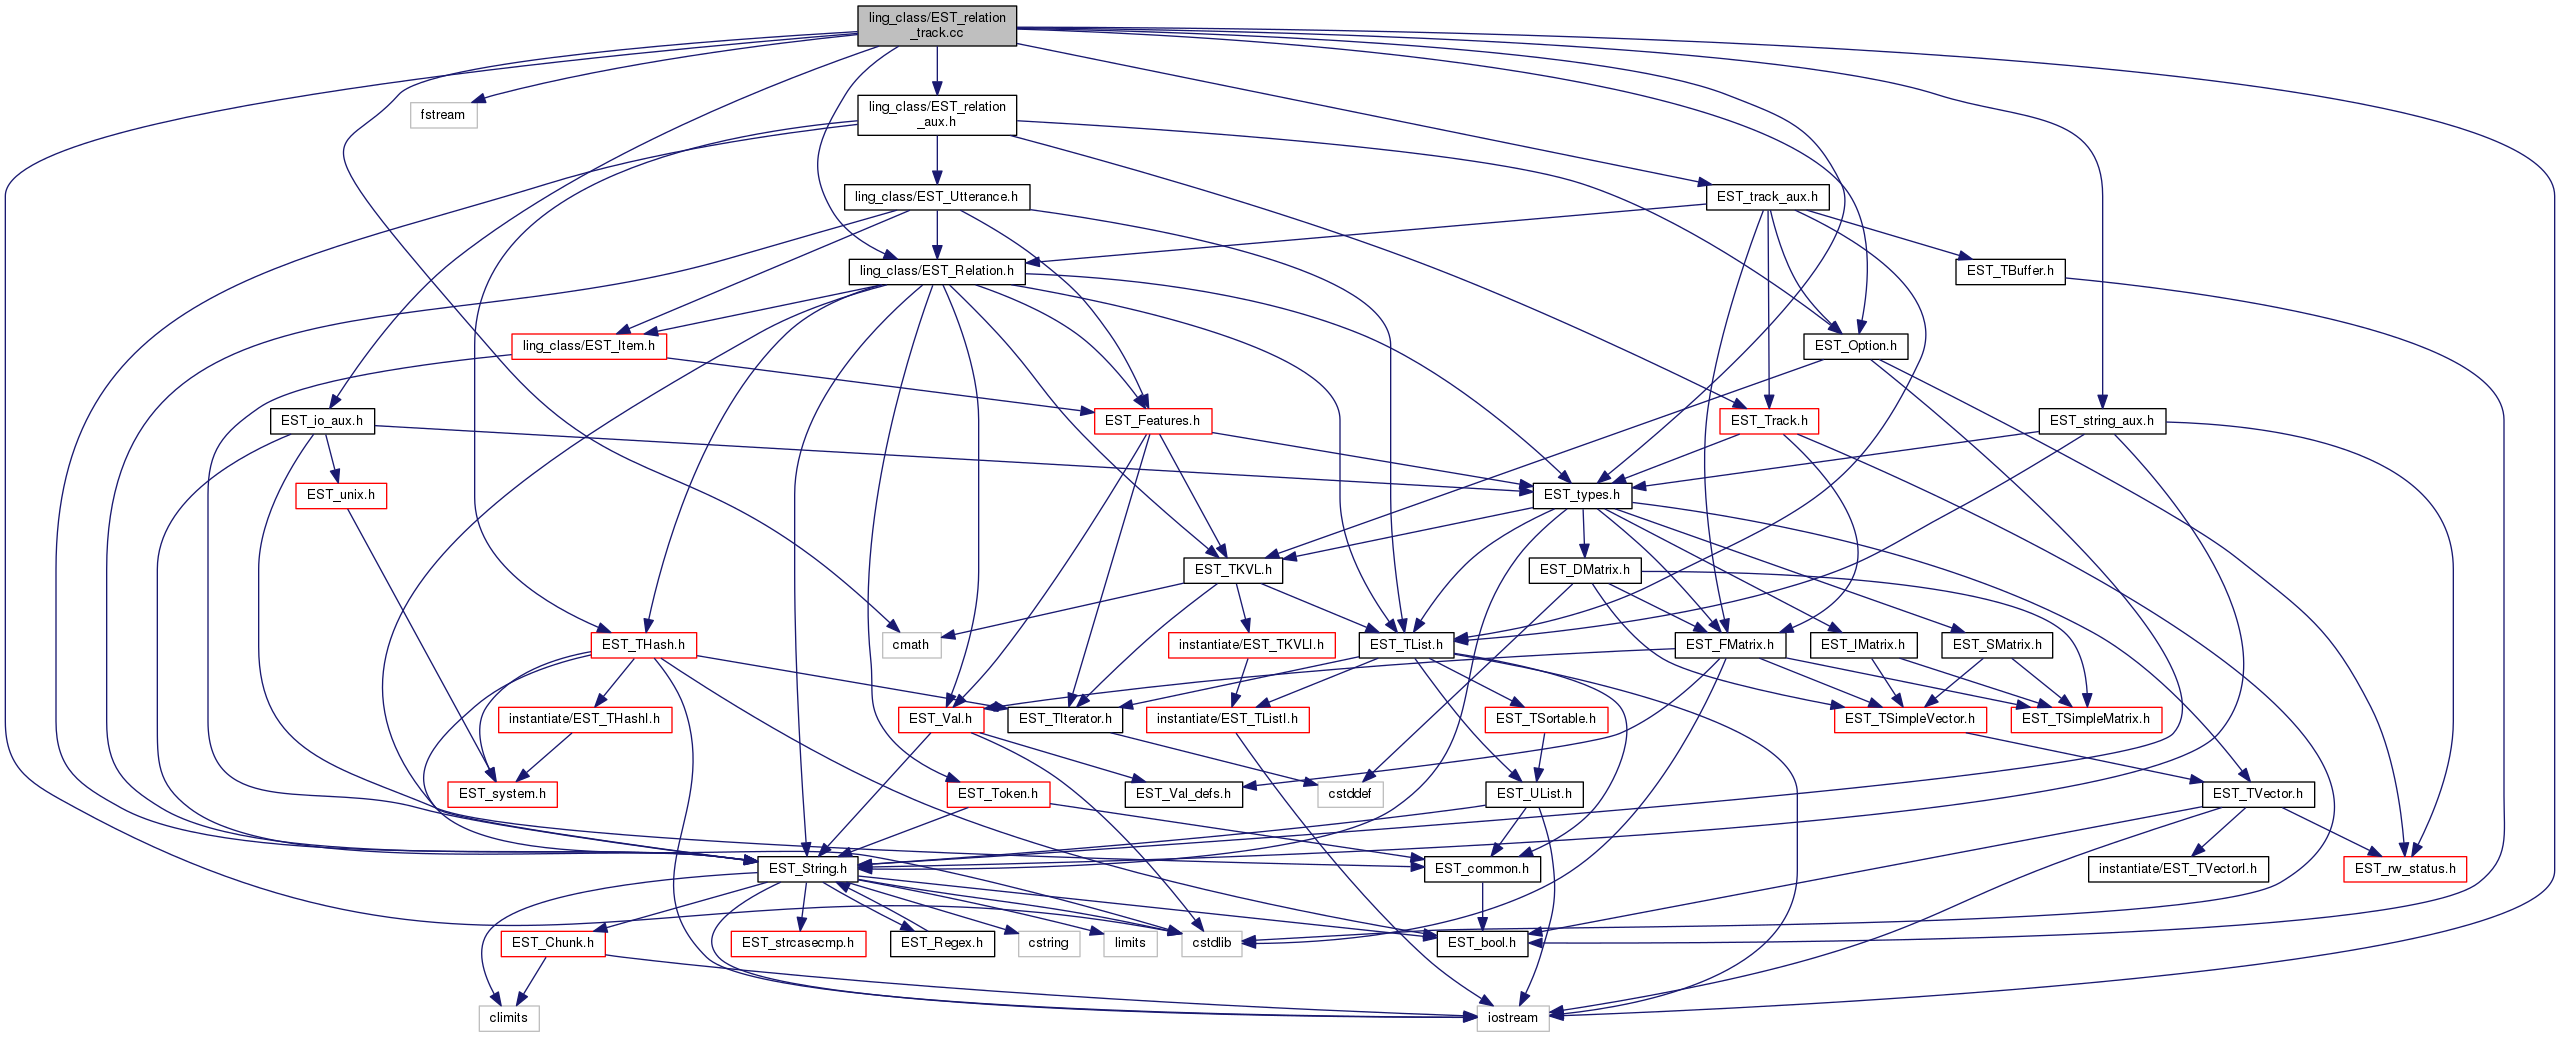 ling_class/EST_relation
_track.cc
fstream
ling_class/EST_relation
_aux.h
ling_class/EST_Utterance.h
EST_track_aux.h
ling_class/EST_Relation.h
EST_TBuffer.h
ling_class/EST_Item.h
EST_Option.h
EST_io_aux.h
EST_Features.h
EST_Track.h
EST_string_aux.h
EST_unix.h
EST_types.h
EST_TKVL.h
EST_DMatrix.h
EST_THash.h
cmath
instantiate/EST_TKVLI.h
EST_TList.h
EST_FMatrix.h
EST_IMatrix.h
EST_SMatrix.h
instantiate/EST_THashI.h
EST_Val.h
EST_TIterator.h
instantiate/EST_TListI.h
EST_TSortable.h
EST_TSimpleVector.h
EST_TSimpleMatrix.h
EST_system.h
EST_Token.h
EST_Val_defs.h
cstddef
EST_UList.h
EST_TVector.h
EST_String.h
EST_common.h
instantiate/EST_TVectorI.h
EST_rw_status.h
EST_Chunk.h
EST_strcasecmp.h
EST_Regex.h
cstring
limits
cstdlib
EST_bool.h
climits
iostream